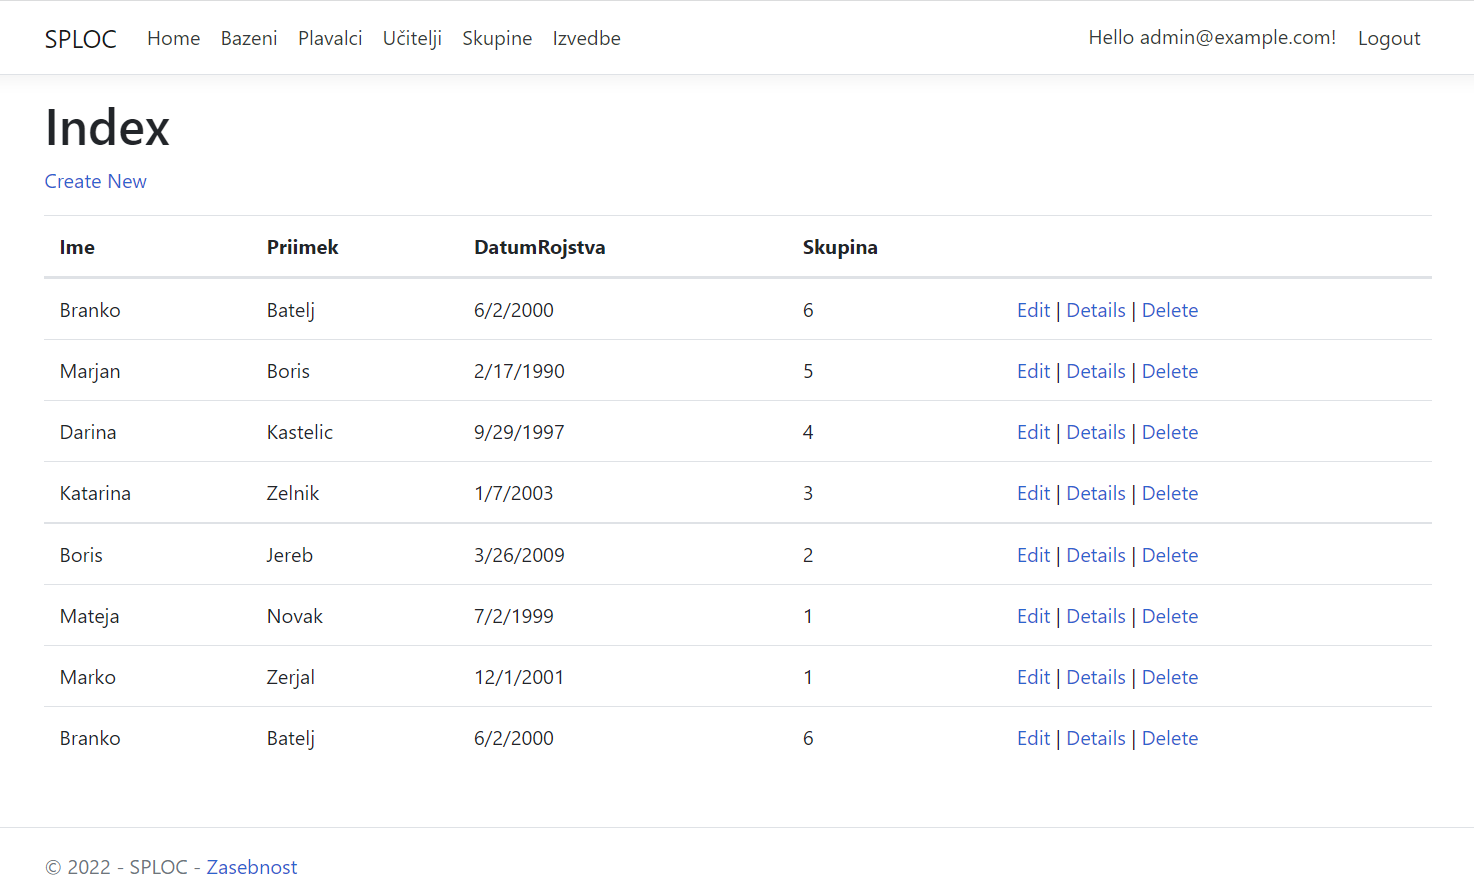 SPLOC Home Bazeni Plavalci Učitelji Skupine Izvedbe Hello admin@example.com! Logout
Index
Create New
Ime Priimek DatumRojstva Skupina
Branko Batelj 6/2/2000 6 Edit | Details | Delete
Marjan Boris 2/17/1990 5 Edit | Details | Delete
Darina Kastelic 9/29/1997 4 Edit | Details | Delete
Katarina Zelnik 1/7/2003 3 Edit | Details | Delete
Boris Jereb 3/26/2009 2 Edit | Details | Delete
Mateja Novak 7/2/1999 1 Edit | Details | Delete
Marko Zerjal 12/1/2001 1 Edit | Details | Delete
Branko Batelj 6/2/2000 6 Edit | Details | Delete
© 2022 - SPLOC - Zasebnost